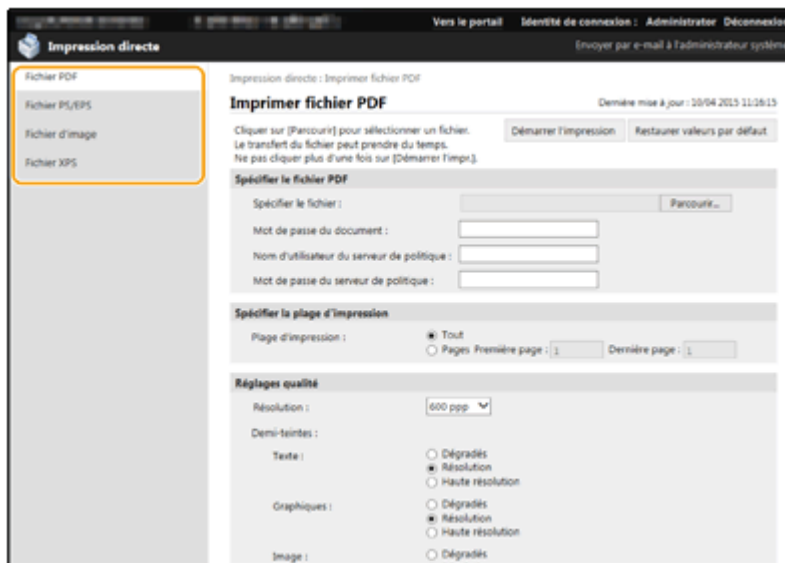 Vers le portail Identité de connexion : Administrator Déconnexion
Impression directe
Envoyer par e-mail à l'administrateur système
Fichier PDF
Fichier PS/EPS
Fichier d'image
Fichier XPS
Impression directe : Imprimer fichier PDF
Imprimer fichier PDF
Dernière mise à jour : 10/04 2015 11:16:15
Cliquer sur [Parcourir] pour sélectionner un fichier.
Le transfert du fichier peut prendre du temps.
Ne pas cliquer plus d'une fois sur [Démarrer l'impr.].
Démarrer l'impression
Restaurer valeurs par défaut
Spécifier le fichier PDF
Spécifier le fichier :
Parcourir...
Mot de passe du document :
Nom d'utilisateur du serveur de politique :
Mot de passe du serveur de politique :
Spécifier la plage d'impression
Plage d'impression :
Tout
Pages Première page : 1 Dernière page : 1
Réglages qualité
Résolution : 600 ppp
Demi-teintes :
Texte :
Dégradés
Résolution
Haute résolution
Graphiques :
Dégradés
Résolution
Haute résolution
Image :
Dégradés